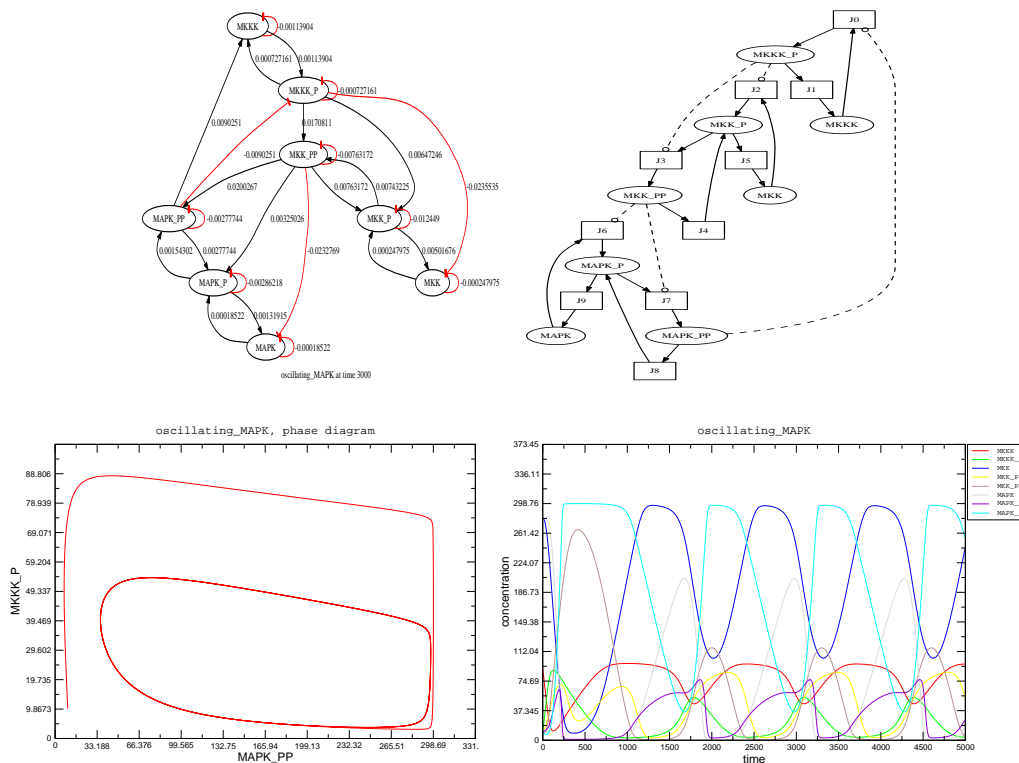 MKKK
-0.00113904
0.000727161
0.00113904
MKKK_P
-0.000727161
0.0170811
0.0090251
-0.0090251
MKK_PP
-0.00763172
0.00647246
0.0200267
0.00763172
0.00743225
-0.0235535
MAPK_PP
-0.00277744
0.00325026
MKK_P
-0.012449
0.00154302
0.00277744
-0.0232769
0.000247975
0.00501676
MAPK_P
-0.00286218
MKK
-0.000247975
0.00018522
0.00131915
MAPK
-0.00018522
oscillating_MAPK at time 3000
J0
MKKK_P
J2
J1
MKK_P
MKKK
J3
J5
MKK_PP
MKK
J6
J4
MAPK_P
J9
J7
MAPK
MAPK_PP
J8
oscillating_MAPK, phase diagram
88.806
78.939
69.071
59.204
49.337
39.469
29.602
19.735
9.8673
0
MKKK_P
0
33.188
66.376
99.565
132.75
165.94
199.13
232.32
265.51
298.69
331.
MAPK_PP
oscillating_MAPK
373.45
336.11
298.76
261.42
224.07
186.73
149.38
112.04
74.69
37.345
0
concentration
0
500
1000
1500
2000
2500
3000
3500
4000
4500
5000
time
MKKK
MKKK_
MKK
MKK_P
MKK_P
MAPK
MAPK_
MAPK_